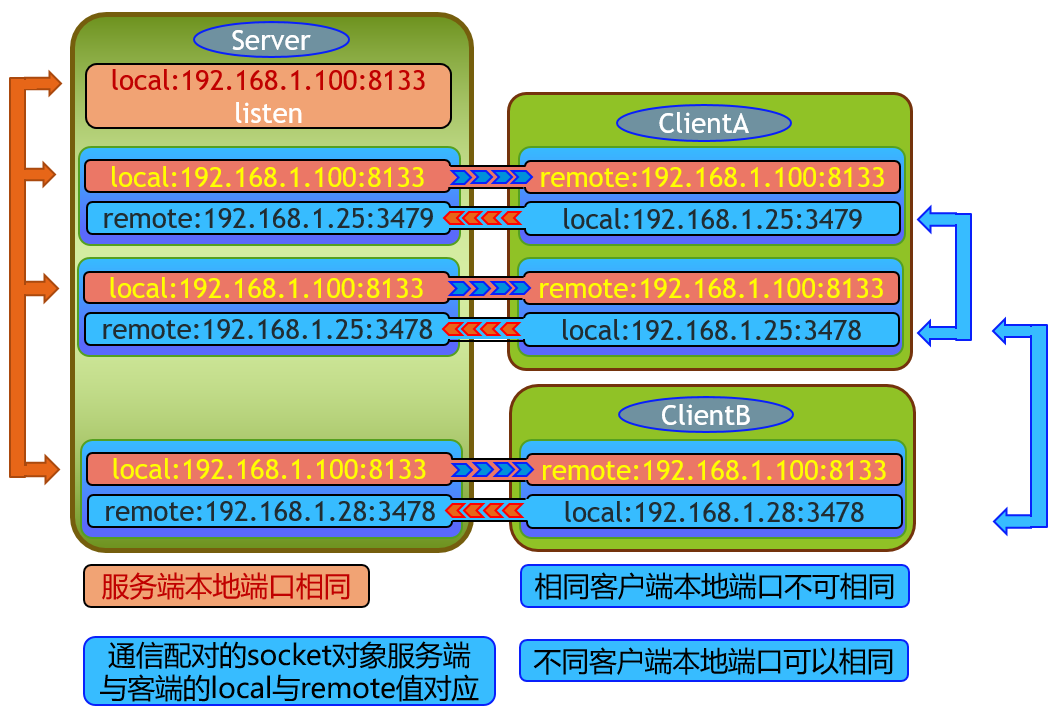 Server
local:192.168.1.100:8133
listen
local:192.168.1.100:8133
remote:192.168.1.25:3479
local:192.168.1.100:8133
remote:192.168.1.25:3478
local:192.168.1.100:8133
remote:192.168.1.28:3478
ClientA
remote:192.168.1.100:8133
local:192.168.1.25:3479
remote:192.168.1.100:8133
local:192.168.1.25:3478
ClientB
remote:192.168.1.100:8133
local:192.168.1.28:3478
服务端本地端口相同
相同客户端本地端口不可相同
通信配对的socket对象服务端
与客端的local与remote值对应
不同客户端本地端口可以相同